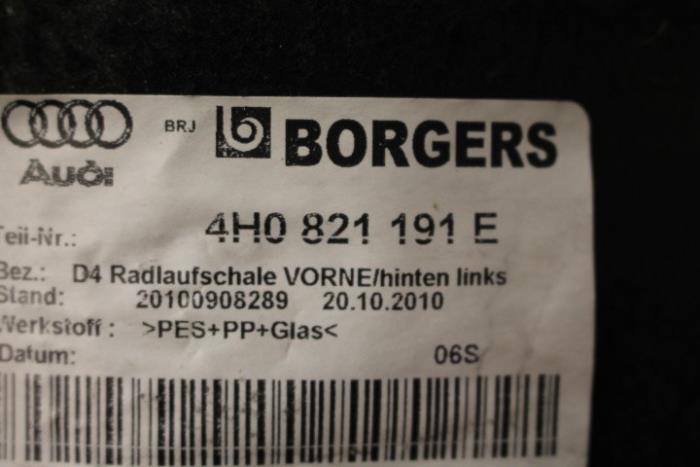 BRJ BORGERS
Audi
Teil-Nr.: 4H0 821 191 E
Bez.: D4 Radlaufschale VORNE/hinten links
Stand: 20100908289 20.10.2010
Werkstoff : >PES+PP+Glas<
Datum: 06S